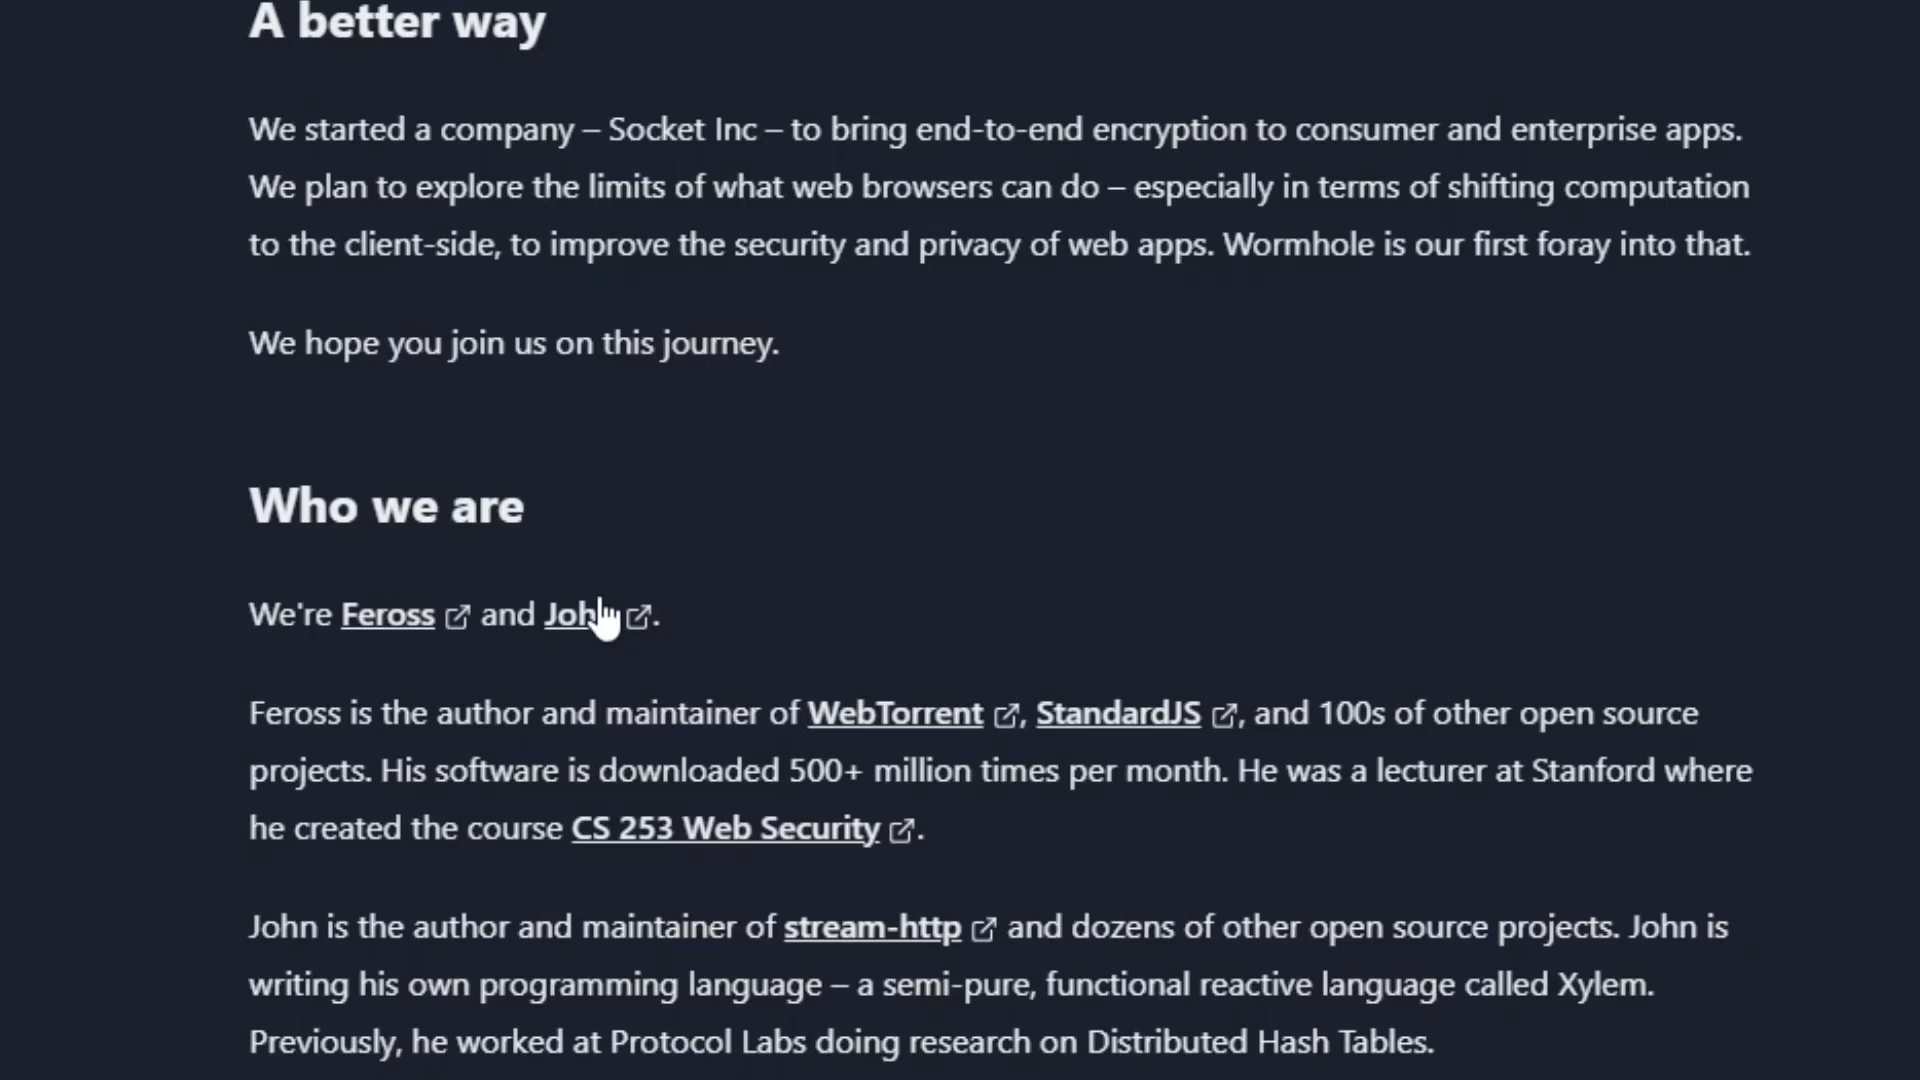 A better way
We started a company – Socket Inc – to bring end-to-end encryption to consumer and enterprise apps.
We plan to explore the limits of what web browsers can do – especially in terms of shifting computation
to the client-side, to improve the security and privacy of web apps. Wormhole is our first foray into that.
We hope you join us on this journey.
Who we are
We're Feross and John.
Feross is the author and maintainer of WebTorrent, StandardJS, and 100s of other open source
projects. His software is downloaded 500+ million times per month. He was a lecturer at Stanford where
he created the course CS 253 Web Security.
John is the author and maintainer of stream-http and dozens of other open source projects. John is
writing his own programming language – a semi-pure, functional reactive language called Xylem.
Previously, he worked at Protocol Labs doing research on Distributed Hash Tables.